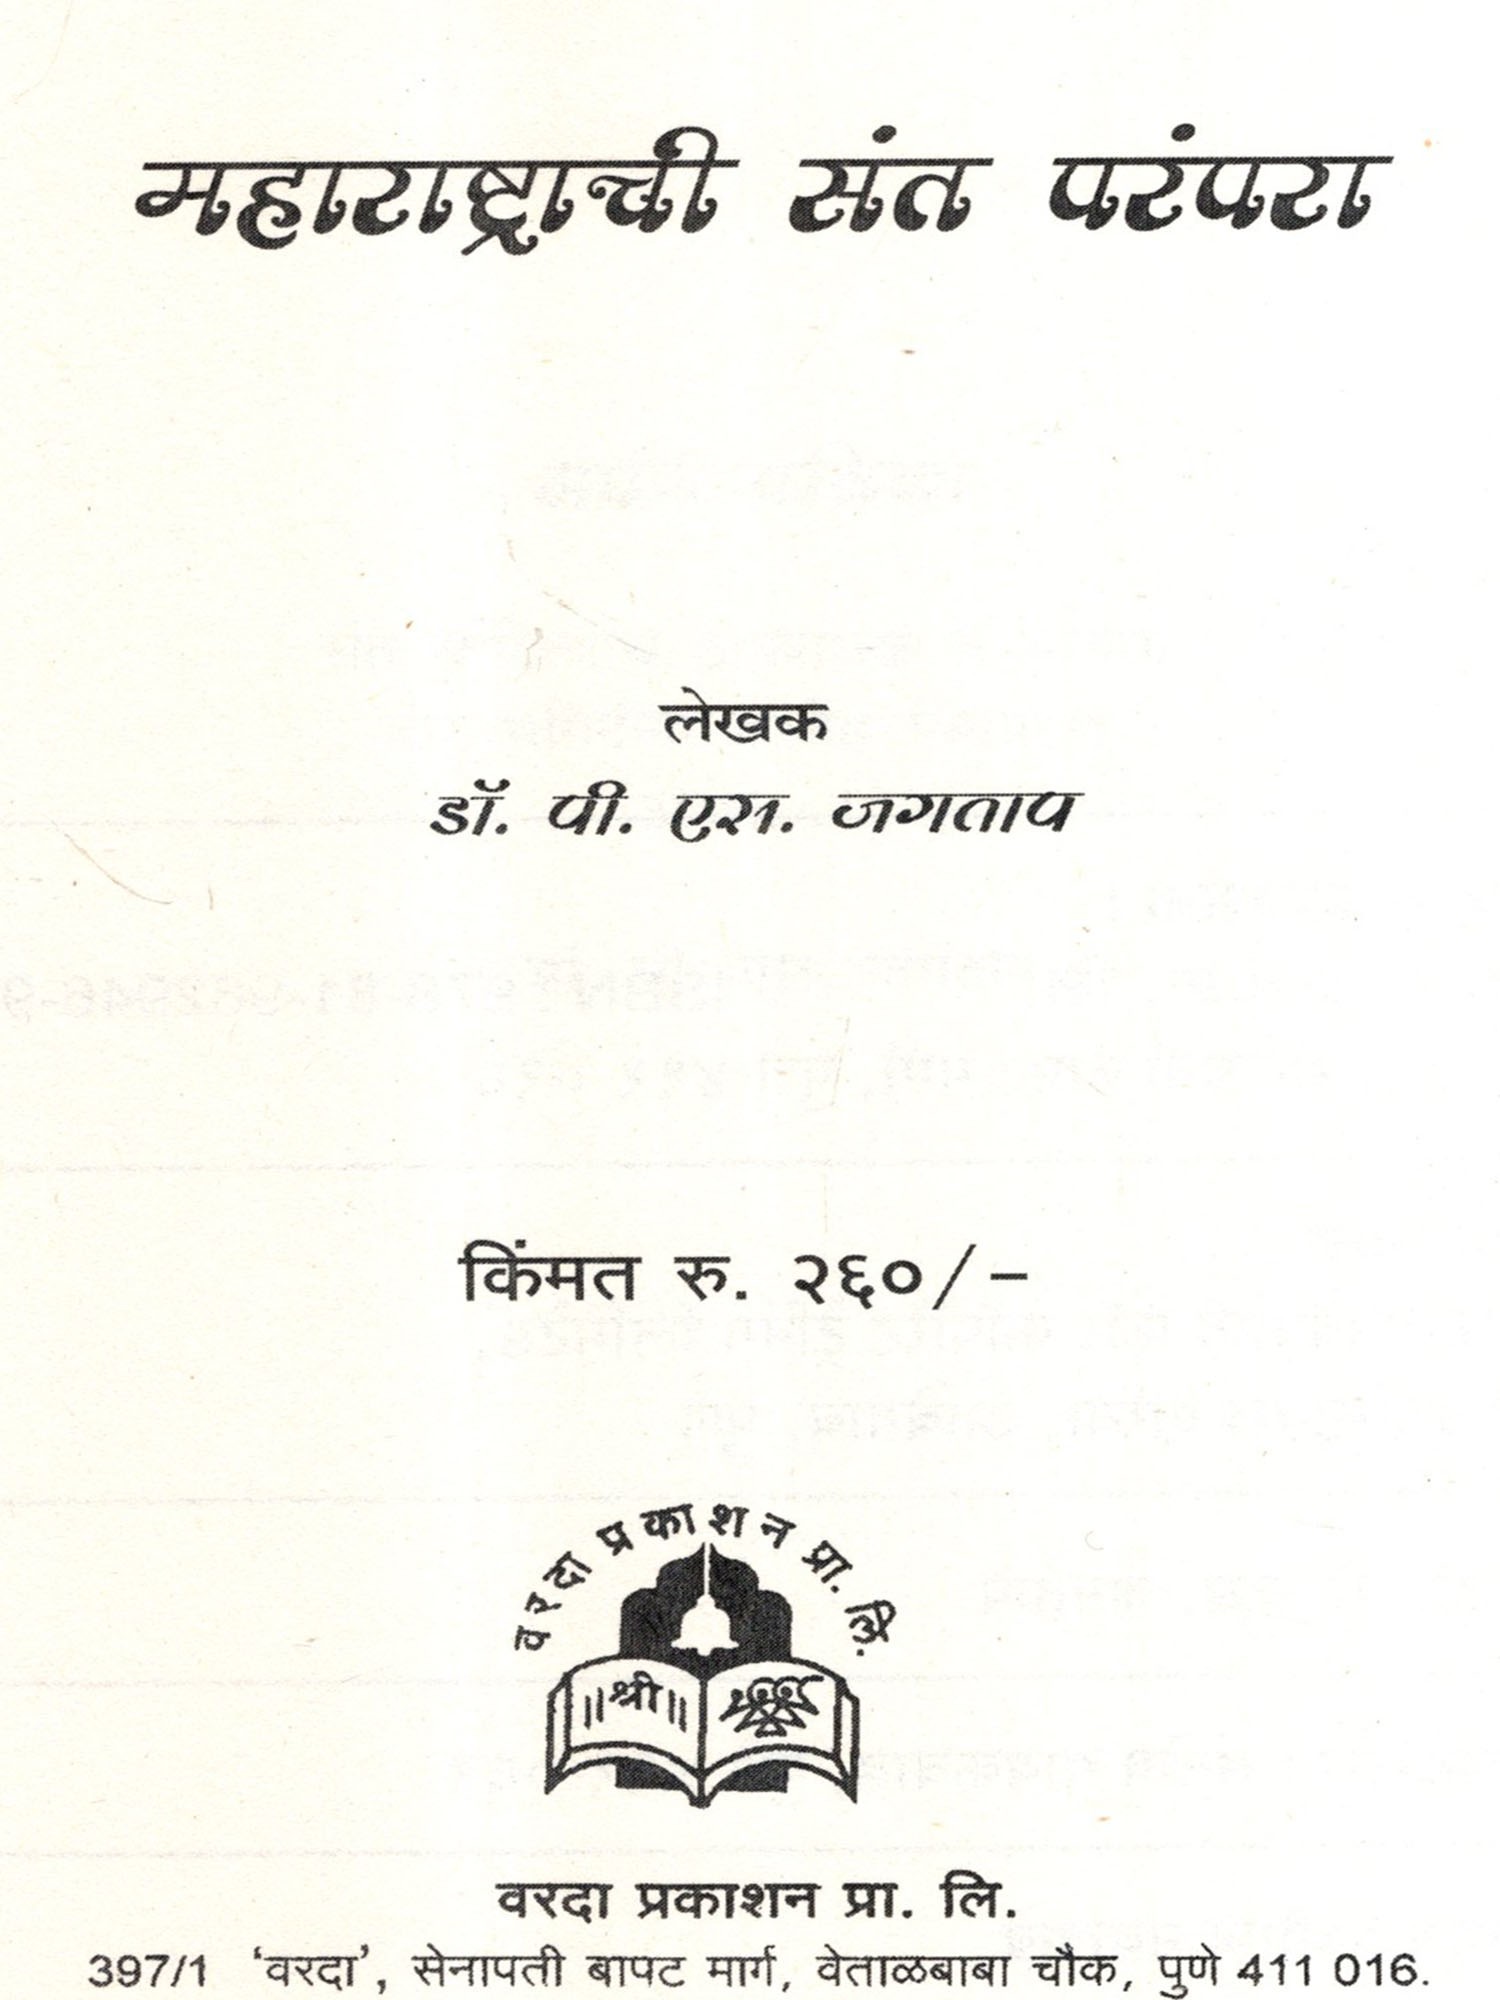 महाराष्ट्राची संत परंपरा
लेखक
डॉ. पी. एस. जगताप
किंमत रु. २६०/-
वरदा प्रकाशन प्रा. लि.
॥श्री॥
वरदा प्रकाशन प्रा. लि.
397/1 ‘वरदा’, सेनापती बापट मार्ग, वेताळबाबा चौक, पुणे 411 016.